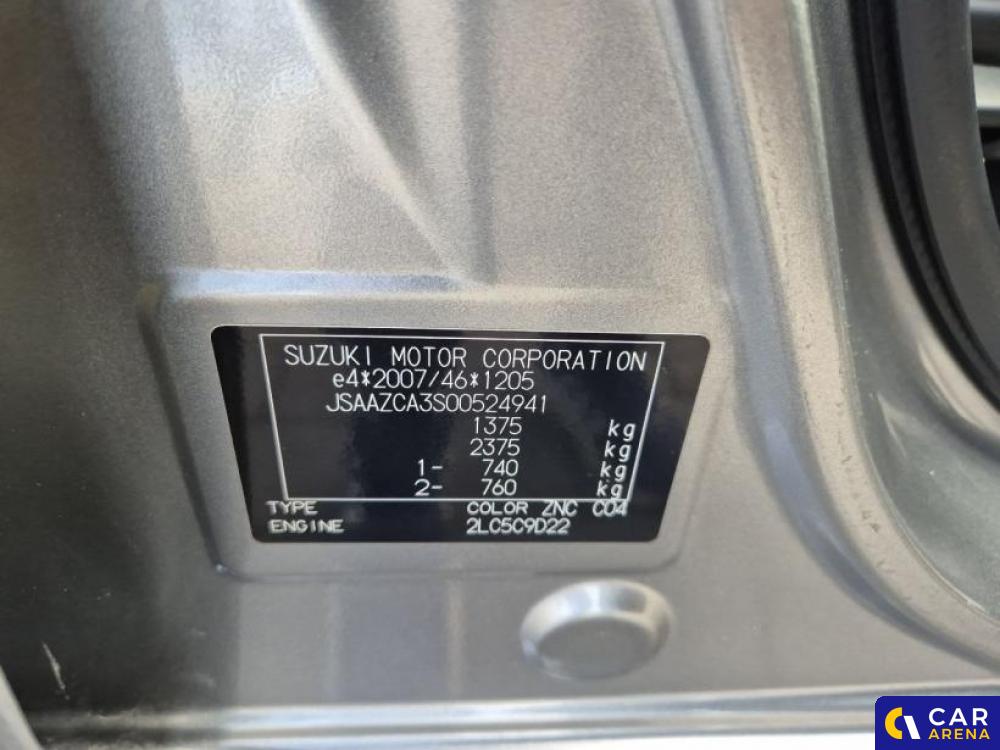 SUZUKI MOTOR CORPORATION
e4*2007/46*1205
JSAAZCA3S00524941
1375 kg
2375 kg
1- 740 kg
2- 760 kg
TYPE COLOR ZNC C04
ENGINE 2LC5C9D22
CAR
ARENA